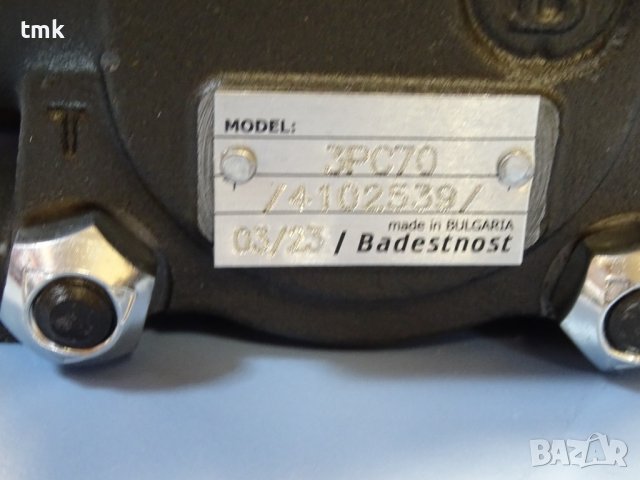 tmk
T
MODEL:
3PC70
/4102539/
made in BULGARIA
03/23 / Badestnost
bazar